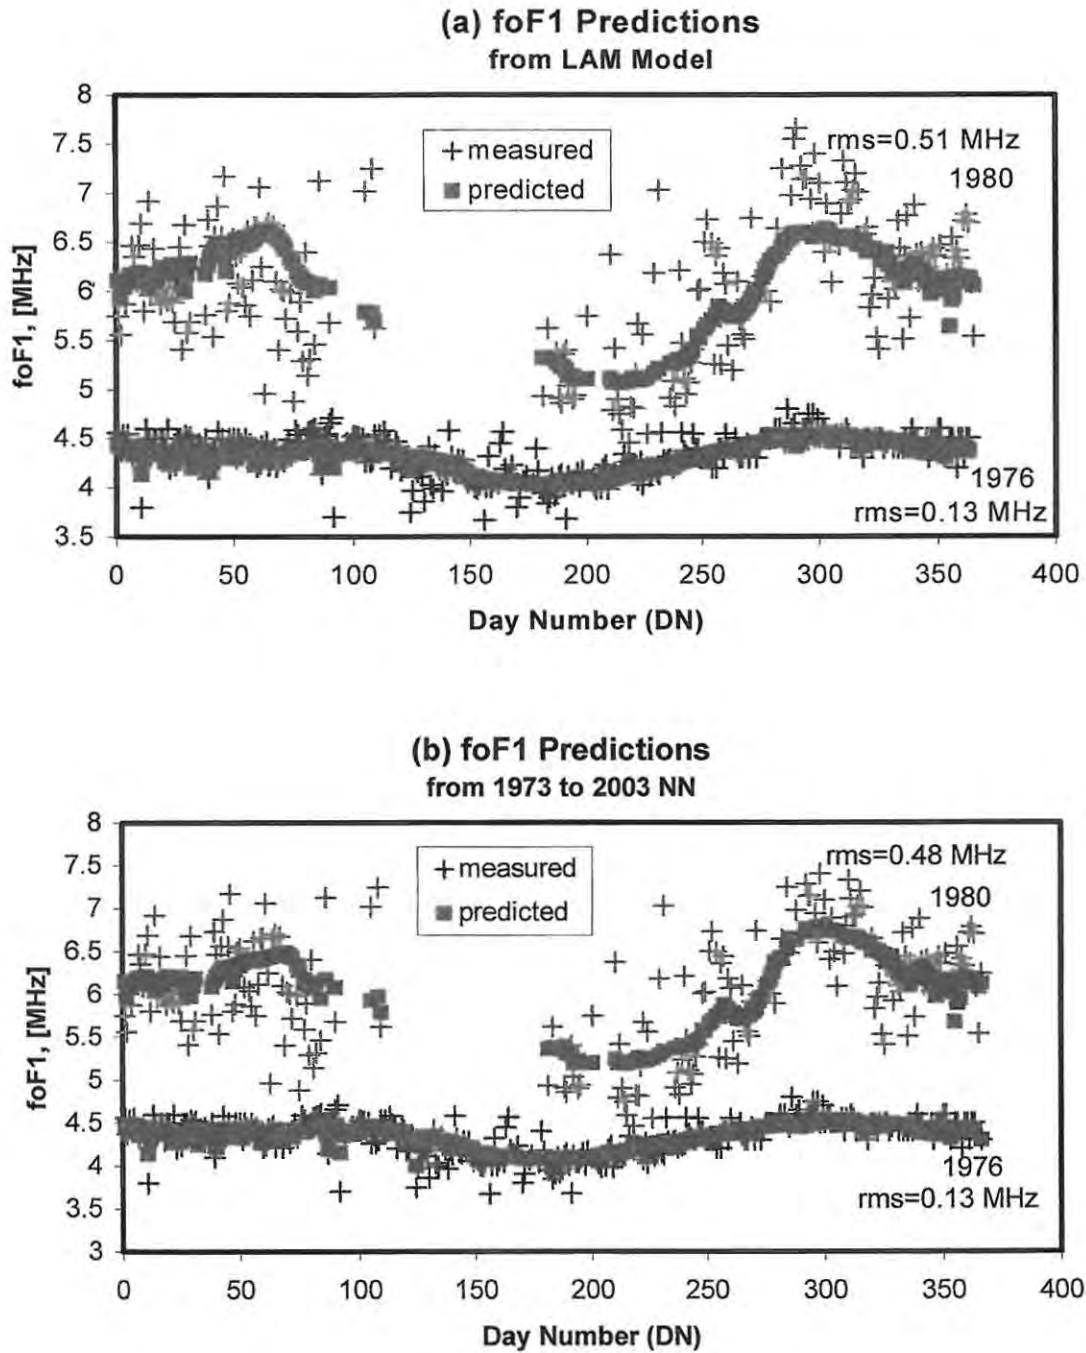 (a) foF1 Predictions
from LAM Model
8
7.5
7
6.5
6
5.5
5
4.5
4
3.5
foF1, [MHz]
measured
predicted
rms=0.51 MHz
1980
1976
rms=0.13 MHz
0
50
100
150
200
250
300
350
400
Day Number (DN)
(b) foF1 Predictions
from 1973 to 2003 NN
8
7.5
7
6.5
6
5.5
5
4.5
4
3.5
3
foF1, [MHz]
measured
predicted
rms=0.48 MHz
1980
1976
rms=0.13 MHz
0
50
100
150
200
250
300
350
400
Day Number (DN)